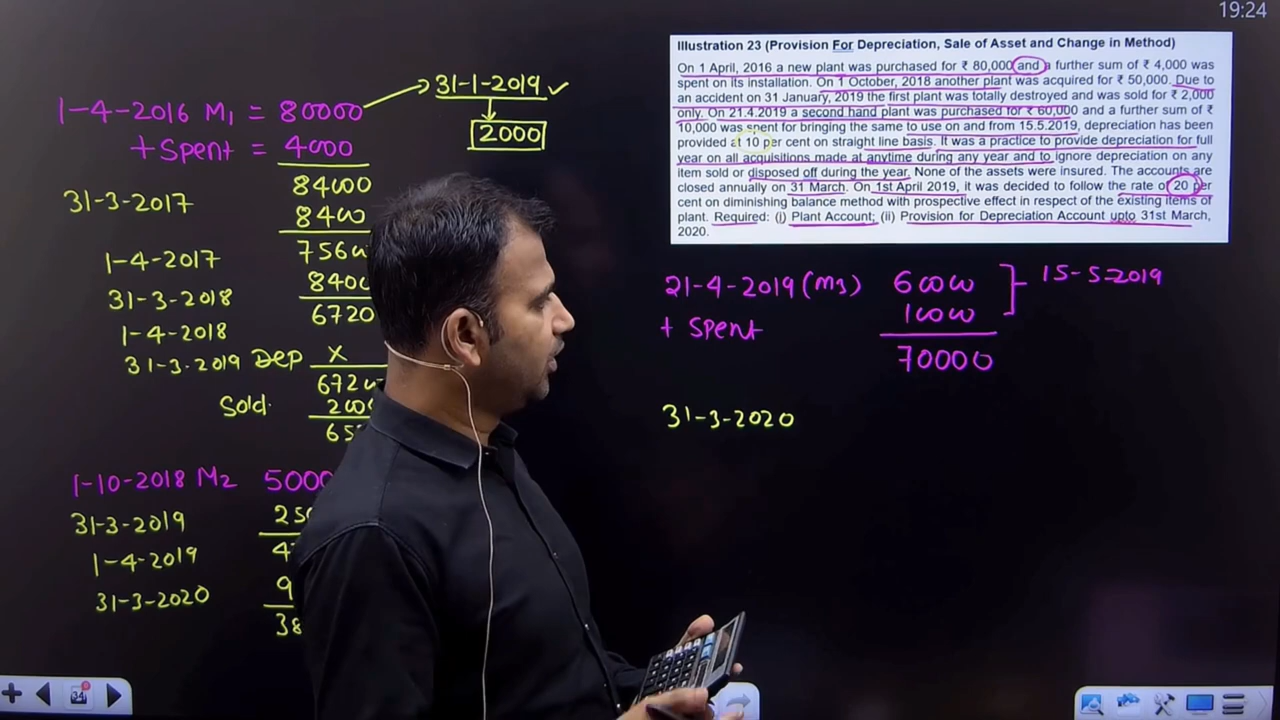 19:24
Illustration 23 (Provision For Depreciation, Sale of Asset and Change in Method)
On 1 April, 2016 a new plant was purchased for ₹ 80,000 and a further sum of ₹ 4,000 was
spent on its installation. On 1 October, 2018 another plant was acquired for ₹ 50,000. Due to
an accident on 31 January, 2019 the first plant was totally destroyed and was sold for ₹ 2,000
only. On 21.4.2019 a second hand plant was purchased for ₹ 60,000 and a further sum of ₹
10,000 was spent for bringing the same to use on and from 15.5.2019, depreciation has been
provided at 10 per cent on straight line basis. It was a practice to provide depreciation for full
year on all acquisitions made at anytime during any year and to ignore depreciation on any
item sold or disposed off during the year. None of the assets were insured. The accounts are
closed annually on 31 March. On 1st April 2019, it was decided to follow the rate of 20 per
cent on diminishing balance method with prospective effect in respect of the existing items of
plant. Required: (i) Plant Account; (ii) Provision for Depreciation Account upto 31st March,
2020.
31-1-2019 ✓
2000
1-4-2016 M1 = 80000
+ Spent = 4000
84000
31-3-2017
8400
1-4-2017
31-3-2018
1-4-2018
31-3-2019 Dep X
Sold.
1-10-2018 M2
31-3-2019
1-4-2019
31-3-2020
21-4-2019 (M3) 60000
+ Spent 10000
15-5-2019
70000
31-3-2020
34